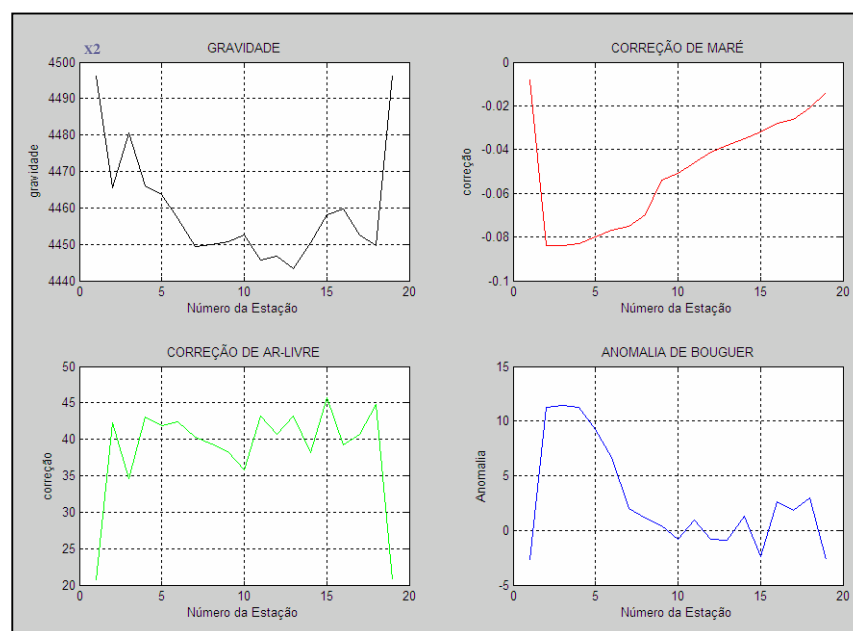 x2
GRAVIDADE
4500
4490
4480
4470
4460
4450
4440
gravidade
0 5 10 15 20
Número da Estação
CORREÇÃO DE MARÉ
0
-0.02
-0.04
-0.06
-0.08
-0.1
correção
0 5 10 15 20
Número da Estação
CORREÇÃO DE AR-LIVRE
50
45
40
35
30
25
20
correção
0 5 10 15 20
Número da Estação
ANOMALIA DE BOUGUER
15
10
5
0
-5
Anomalia
0 5 10 15 20
Número da Estação